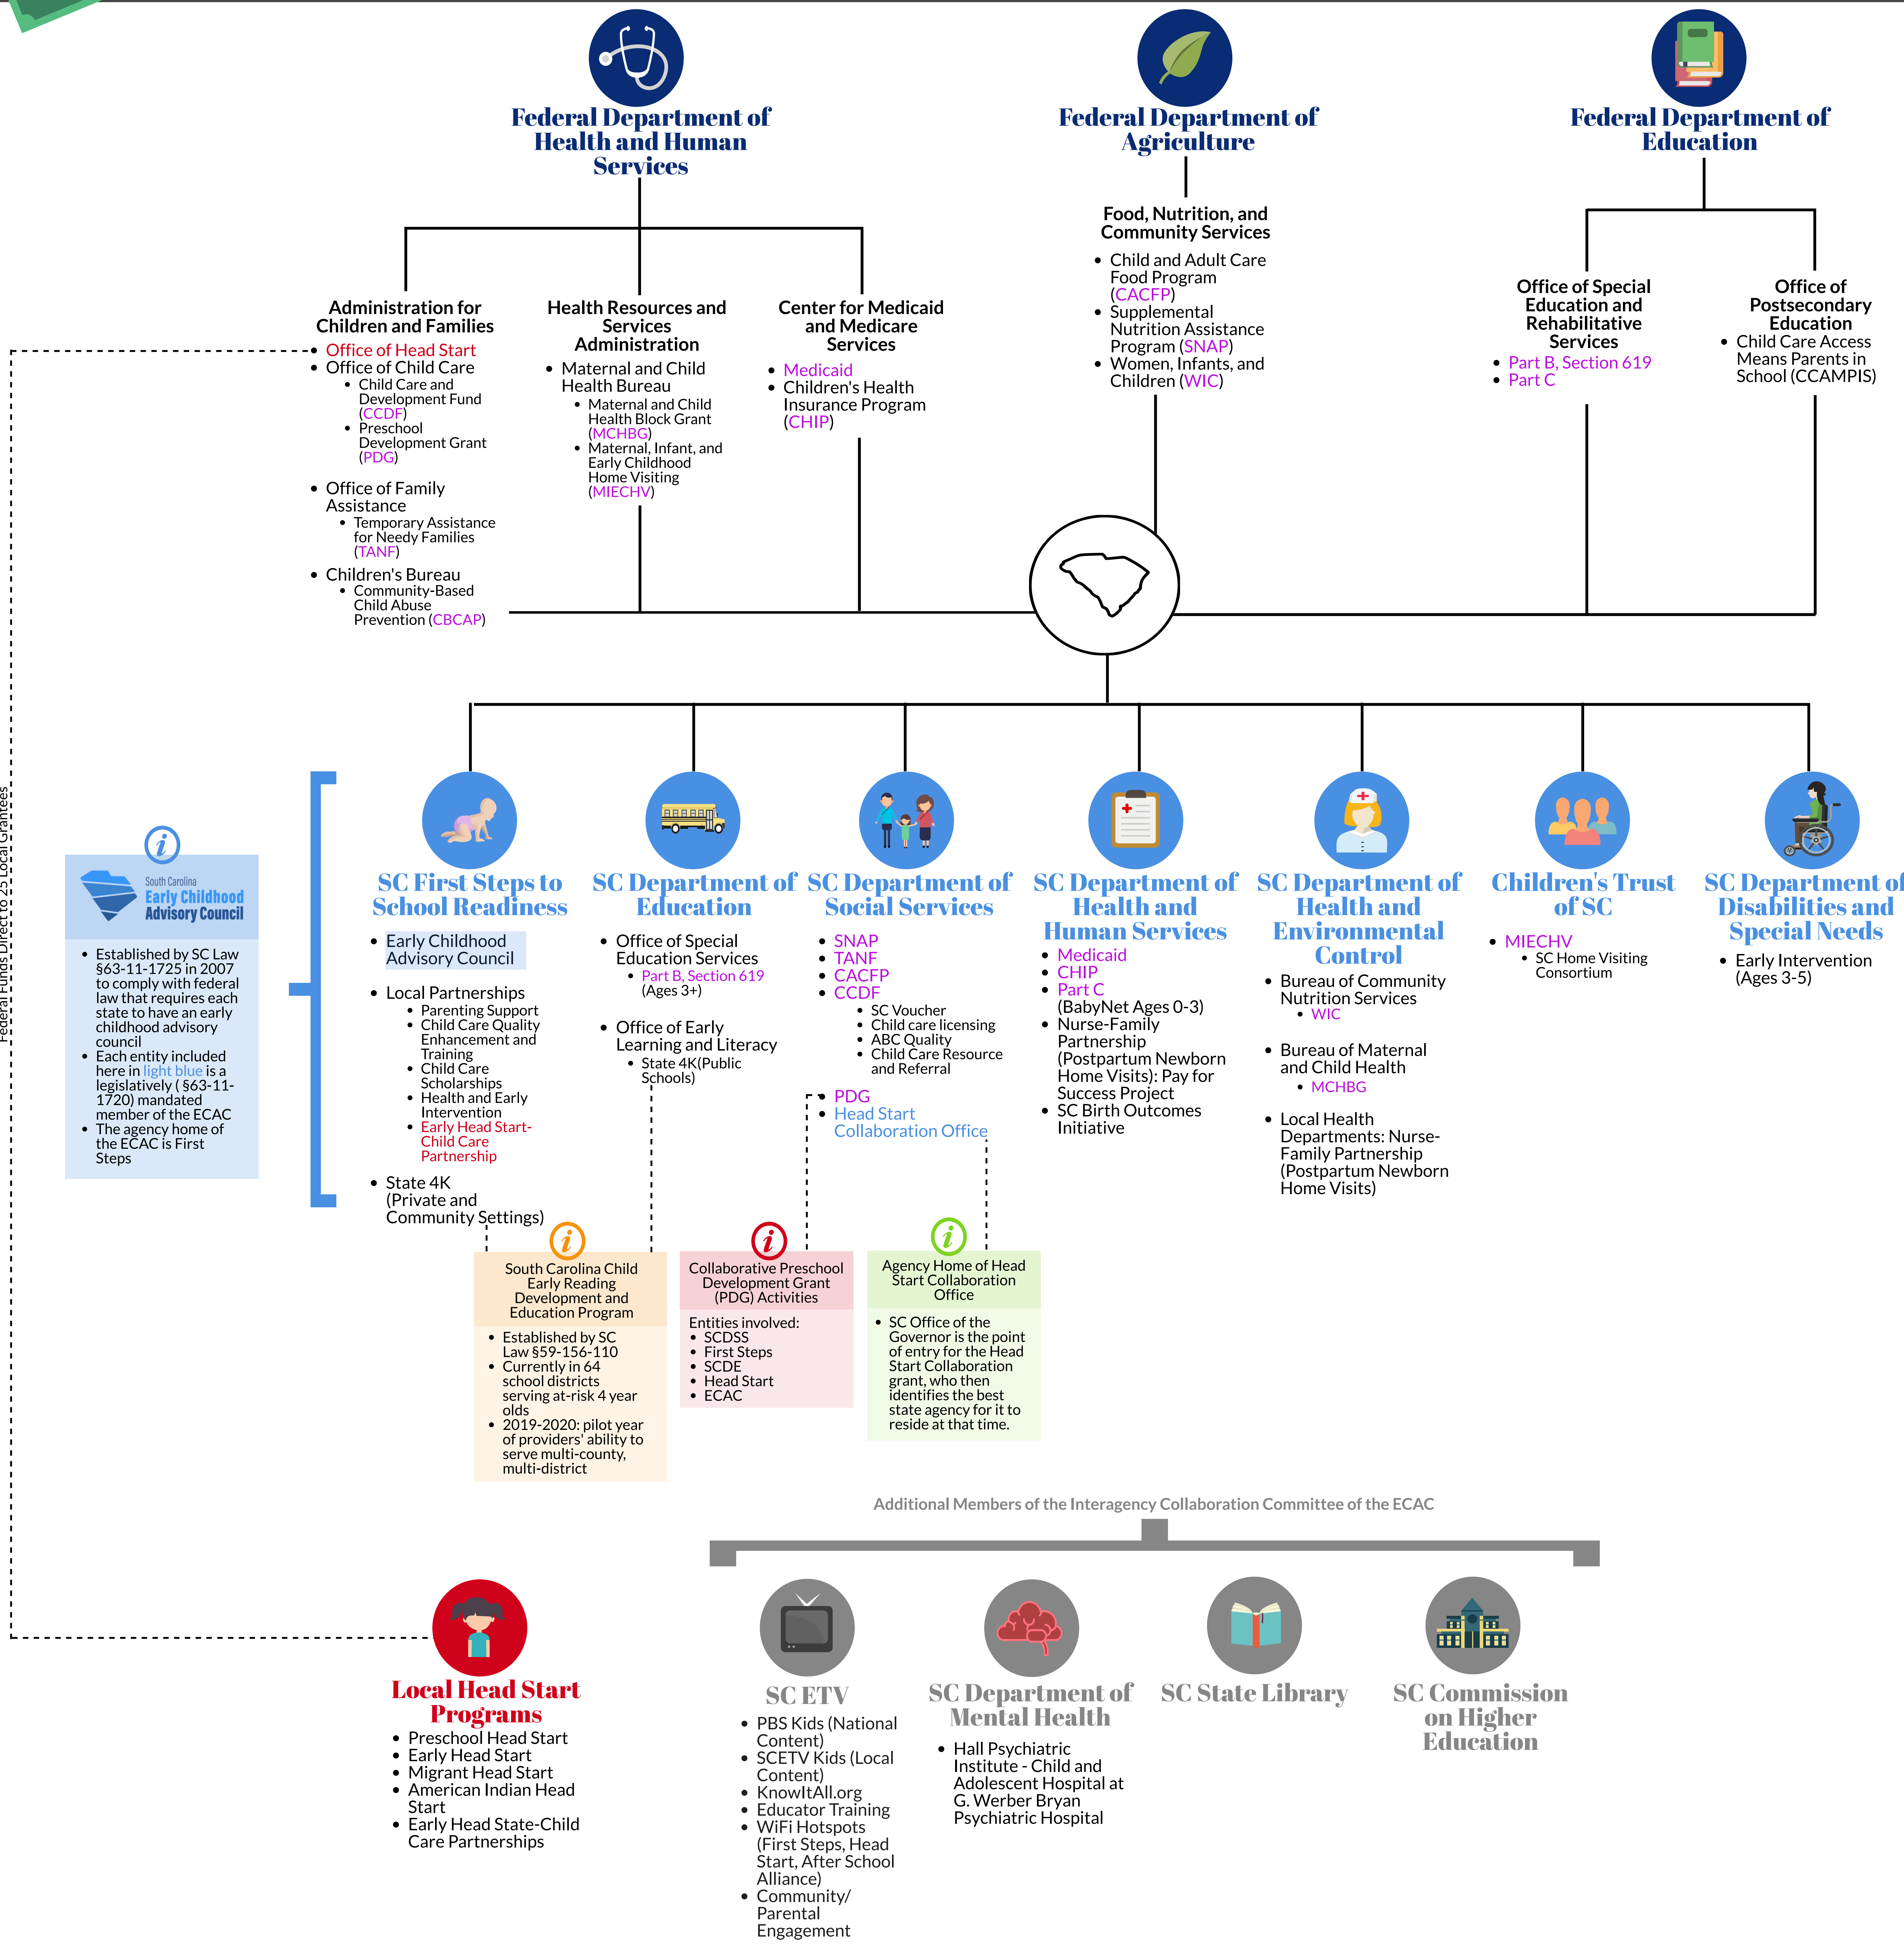 Federal Department of
Health and Human
Services
Federal Department of
Agriculture
Federal Department of
Education
Administration for
Children and Families
Office of Head Start
Office of Child Care
Child Care and
Development Fund
(CCDF)
Preschool
Development Grant
(PDG)
Office of Family
Assistance
Temporary Assistance
for Needy Families
(TANF)
Children's Bureau
Community-Based
Child Abuse
Prevention (CBCAP)
Health Resources and
Services
Administration
Maternal and Child
Health Bureau
Maternal and Child
Health Block Grant
(MCHBG)
Maternal, Infant, and
Early Childhood
Home Visiting
(MIECHV)
Center for Medicaid
and Medicare
Services
Medicaid
Children's Health
Insurance Program
(CHIP)
Food, Nutrition, and
Community Services
Child and Adult Care
Food Program
(CACFP)
Supplemental
Nutrition Assistance
Program (SNAP)
Women, Infants, and
Children (WIC)
Office of Special
Education and
Rehabilitative
Services
Part B, Section 619
Part C
Office of
Postsecondary
Education
Child Care Access
Means Parents in
School (CCAMPIS)
Federal Funds Direct to 25 Local Grantees
i
South Carolina
Early Childhood
Advisory Council
Established by SC Law
§63-11-1725 in 2007
to comply with federal
law that requires each
state to have an early
childhood advisory
council
Each entity included
here in light blue is a
legislatively ( §63-11-
1720) mandated
member of the ECAC
The agency home of
the ECAC is First
Steps
SC First Steps to
School Readiness
Early Childhood
Advisory Council
Local Partnerships
Parenting Support
Child Care Quality
Enhancement and
Training
Child Care
Scholarships
Health and Early
Intervention
Early Head Start-
Child Care
Partnership
State 4K
(Private and
Community Settings)
SC Department of
Education
Office of Special
Education Services
Part B, Section 619
(Ages 3+)
Office of Early
Learning and Literacy
State 4K(Public
Schools)
SC Department of
Social Services
SNAP
TANF
CACFP
CCDF
SC Voucher
Child care licensing
ABC Quality
Child Care Resource
and Referral
PDG
Head Start
Collaboration Office
SC Department of
Health and
Human Services
Medicaid
CHIP
Part C
(BabyNet Ages 0-3)
Nurse-Family
Partnership
(Postpartum Newborn
Home Visits): Pay for
Success Project
SC Birth Outcomes
Initiative
SC Department of
Health and
Environmental
Control
Bureau of Community
Nutrition Services
WIC
Bureau of Maternal
and Child Health
MCHBG
Local Health
Departments: Nurse-
Family Partnership
(Postpartum Newborn
Home Visits)
Children's Trust
of SC
MIECHV
SC Home Visiting
Consortium
SC Department of
Disabilities and
Special Needs
Early Intervention
(Ages 3-5)
i
South Carolina Child
Early Reading
Development and
Education Program
Established by SC
Law §59-156-110
Currently in 64
school districts
serving at-risk 4 year
olds
2019-2020: pilot year
of providers' ability to
serve multi-county,
multi-district
i
Collaborative Preschool
Development Grant
(PDG) Activities
Entities involved:
SCDSS
First Steps
SCDE
Head Start
ECAC
i
Agency Home of Head
Start Collaboration
Office
SC Office of the
Governor is the point
of entry for the Head
Start Collaboration
grant, who then
identifies the best
state agency for it to
reside at that time.
Additional Members of the Interagency Collaboration Committee of the ECAC
Local Head Start
Programs
Preschool Head Start
Early Head Start
Migrant Head Start
American Indian Head
Start
Early Head State-Child
Care Partnerships
SC ETV
PBS Kids (National
Content)
SCETV Kids (Local
Content)
KnowItAll.org
Educator Training
WiFi Hotspots
(First Steps, Head
Start, After School
Alliance)
Community/
Parental
Engagement
SC Department of
Mental Health
Hall Psychiatric
Institute - Child and
Adolescent Hospital at
G. Werber Bryan
Psychiatric Hospital
SC State Library
SC Commission
on Higher
Education